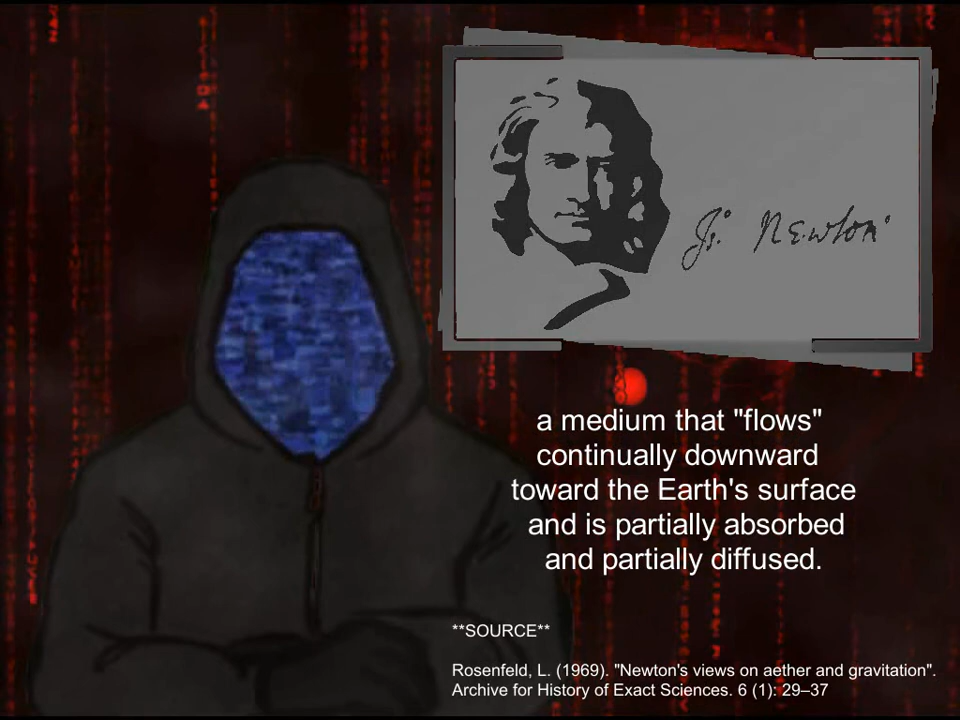 Is. Newton
a medium that "flows"
continually downward
toward the Earth's surface
and is partially absorbed
and partially diffused.
**SOURCE**
Rosenfeld, L. (1969). "Newton's views on aether and gravitation".
Archive for History of Exact Sciences. 6 (1): 29–37